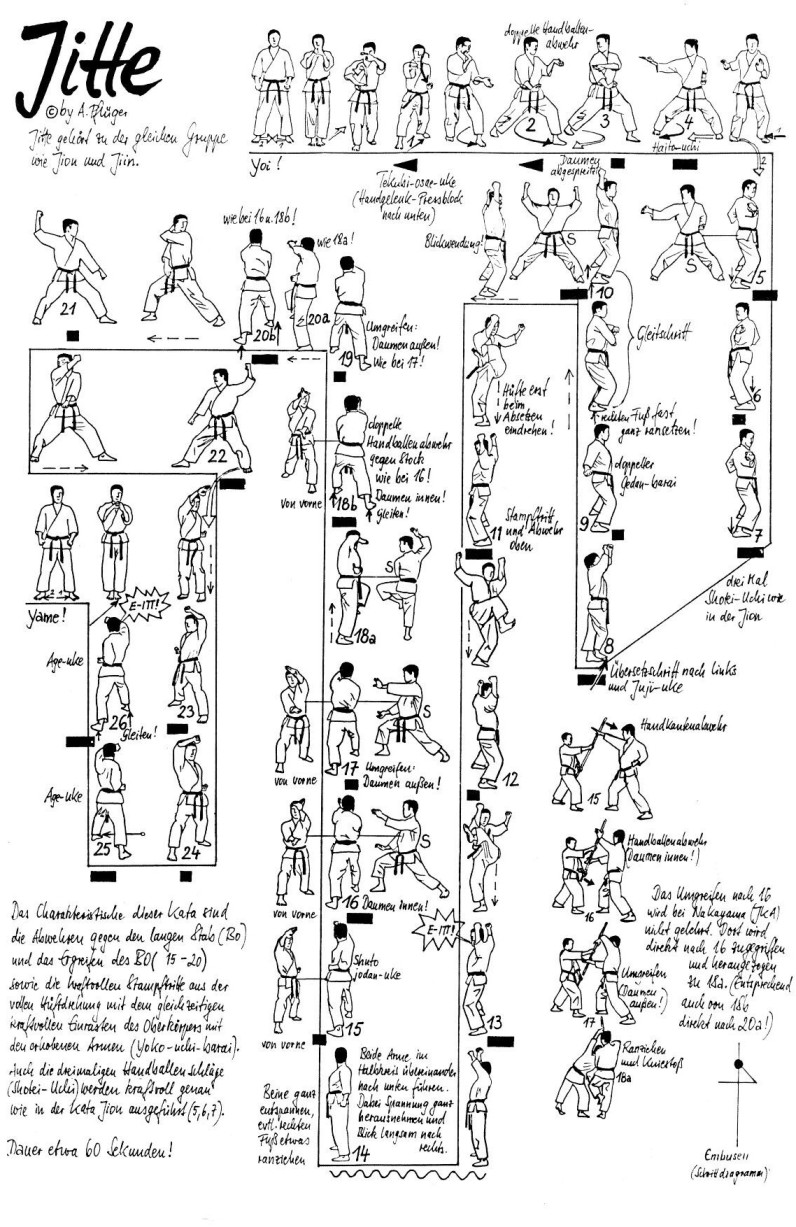 Jitte
© by A. Pflüger
Jitte gehört zu der gleichen Gruppe
wie Jion und Jiin.
doppelte Handballen-
abwehr
1
2
3
4
Haito-uchi
2
Yoi!
Tekubi-osae-uke
(Handgelenk-Pressblock
nach unten)
Daumen
abgespreitzt
Blickwendung!
S
10
S
5
Gleitschritt
6
rechten Fuß fast
ganz ransetzen!
doppelter
Gedan-barai
9
7
drei Mal
Shotei-Uchi wie
in der Jion
8
Übersetzschritt nach links
und Juji-uke
Hüfte erst
beim
Absetzen
eindrehen!
11
Stampftritt
und Abwehr
oben
12
E-ITT!
13
Beide Arme im
Halbkreis übereinander
nach unten führen.
Dabei Spannung ganz
herausnehmen und
Blick langsam nach
rechts.
14
Beine ganz
entspannen,
evtl. rechten
Fuß etwas
ranziehen
Shuto
jodan-uke
15
von vorne
16
Daumen innen!
S
von vorne
17
Umgreifen:
Daumen außen!
S
von vorne
18a
S
doppelte
Handballenabwehr
gegen Stock
wie bei 16!
Daumen innen!
Gleiten!
18b
von vorne
19
Umgreifen:
Daumen außen!
Wie bei 17!
wie 18a!
20a
wie bei 16 u. 18b!
20b
21
22
23
24
Age-uke
25
Age-uke
26
Gleiten!
E-ITT!
Yame!
Das Charakteristische dieser Kata sind
die Abwehren gegen den langen Stab (BO)
und das Ergreifen des BO (15-20)
sowie die kraftvollen Stampftritte aus der
vollen Hüftdrehung mit dem gleichzeitigen
kraftvollen Einrasten des Oberkörpers mit
den erhobenen Armen (Yoko-uchi-barai).
Auch die dreimaligen Handballenschläge
(Shotei-Uchi) werden kraftvoll genau
wie in der Kata Jion ausgeführt (5,6,7).
Dauer etwa 60 Sekunden!
Handkantenabwehr
15
Handballenabwehr
(Daumen innen!)
16
Umgreifen
(Daumen
außen!)
17
Ranziehen
und Kniestoß
18a
Das Umgreifen nach 16
wird bei Nakayama (JKA)
nicht gelehrt. Dort wird
direkt nach 16 zugegriffen
und herangezogen
zu 18a. (Entsprechend
auch von 18b
direkt nach 20a!)
Embusen
(Schrittdiagramm)